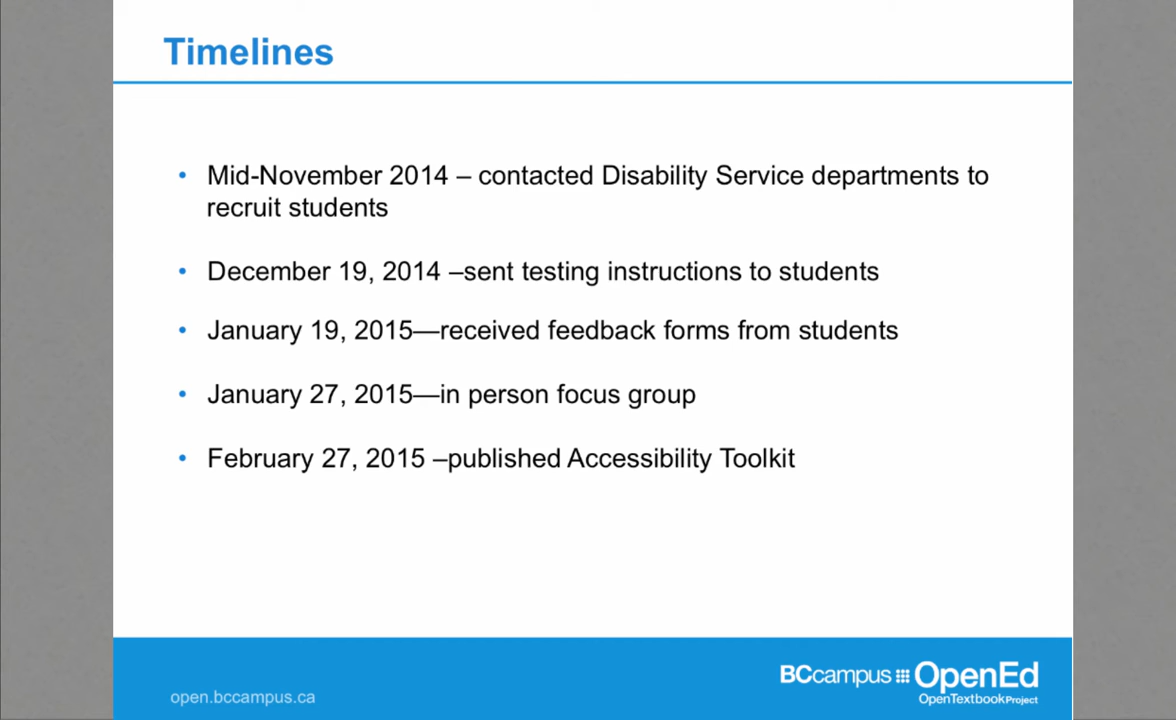 Timelines
• Mid-November 2014 – contacted Disability Service departments to
recruit students
• December 19, 2014 –sent testing instructions to students
• January 19, 2015—received feedback forms from students
• January 27, 2015—in person focus group
• February 27, 2015 –published Accessibility Toolkit
open.bccampus.ca
BCcampus OpenEd
OpenTextbookProject